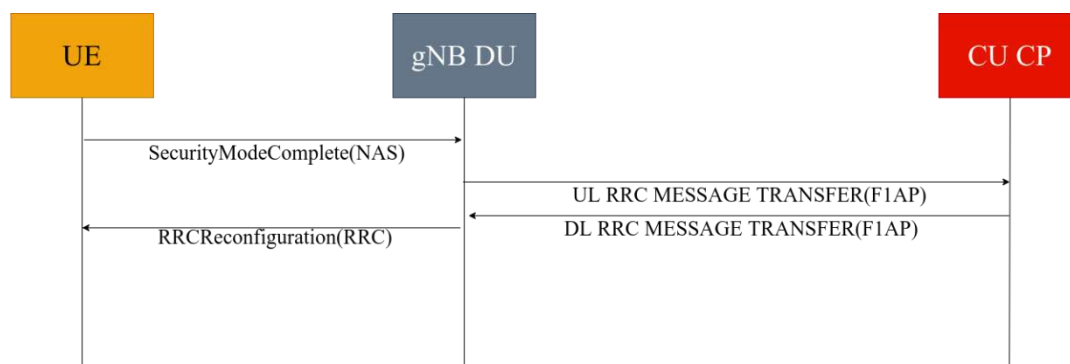 UE
gNB DU
CU CP
SecurityModeComplete(NAS)
UL RRC MESSAGE TRANSFER(F1AP)
DL RRC MESSAGE TRANSFER(F1AP)
RRCReconfiguration(RRC)